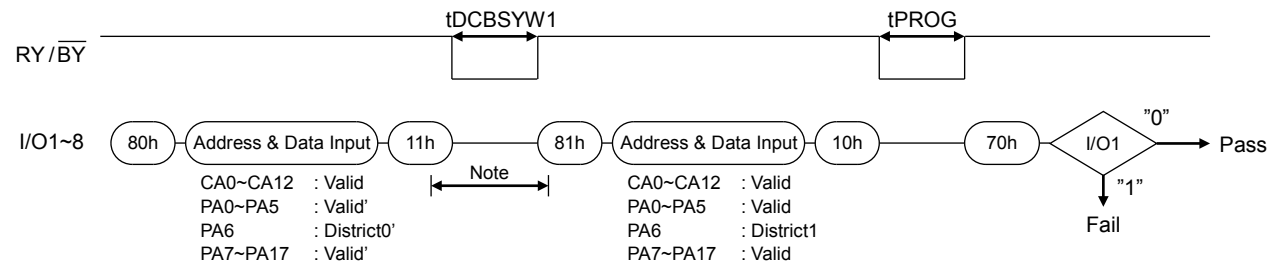 tDCBSYW1 tPROG
RY / BY
I/O1~8 80h Address & Data Input 11h 81h Address & Data Input 10h 70h I/O1 "0" Pass
Note "1"
Fail
CA0~CA12 : Valid
PA0~PA5 : Valid'
PA6 : District0'
PA7~PA17 : Valid'
CA0~CA12 : Valid
PA0~PA5 : Valid
PA6 : District1
PA7~PA17 : Valid